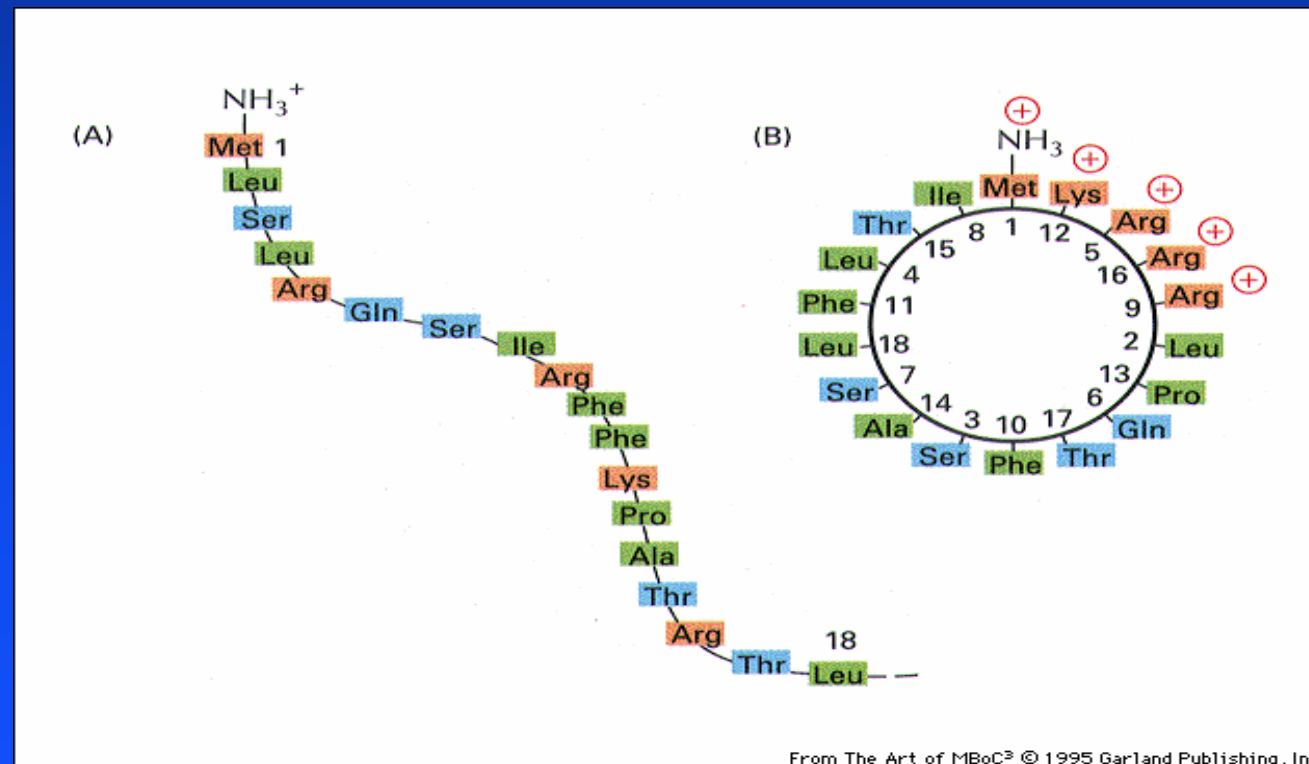 (A)
NH₃⁺
Met 1
Leu
Ser
Leu
Arg
Gln
Ser
Ile
Arg
Phe
Phe
Lys
Pro
Ala
Thr
Arg
Thr
18
Leu
(B)
+
NH₃
Met
Lys
+
Arg
+
Arg
+
Arg
+
Leu
Pro
Gln
Thr
Phe
Ser
Ala
Ser
Leu
Phe
Leu
Thr
Ile
1
12
5
16
9
2
13
6
17
10
3
14
7
18
11
4
15
8
From The Art of MBoC³ © 1995 Garland Publishing, In